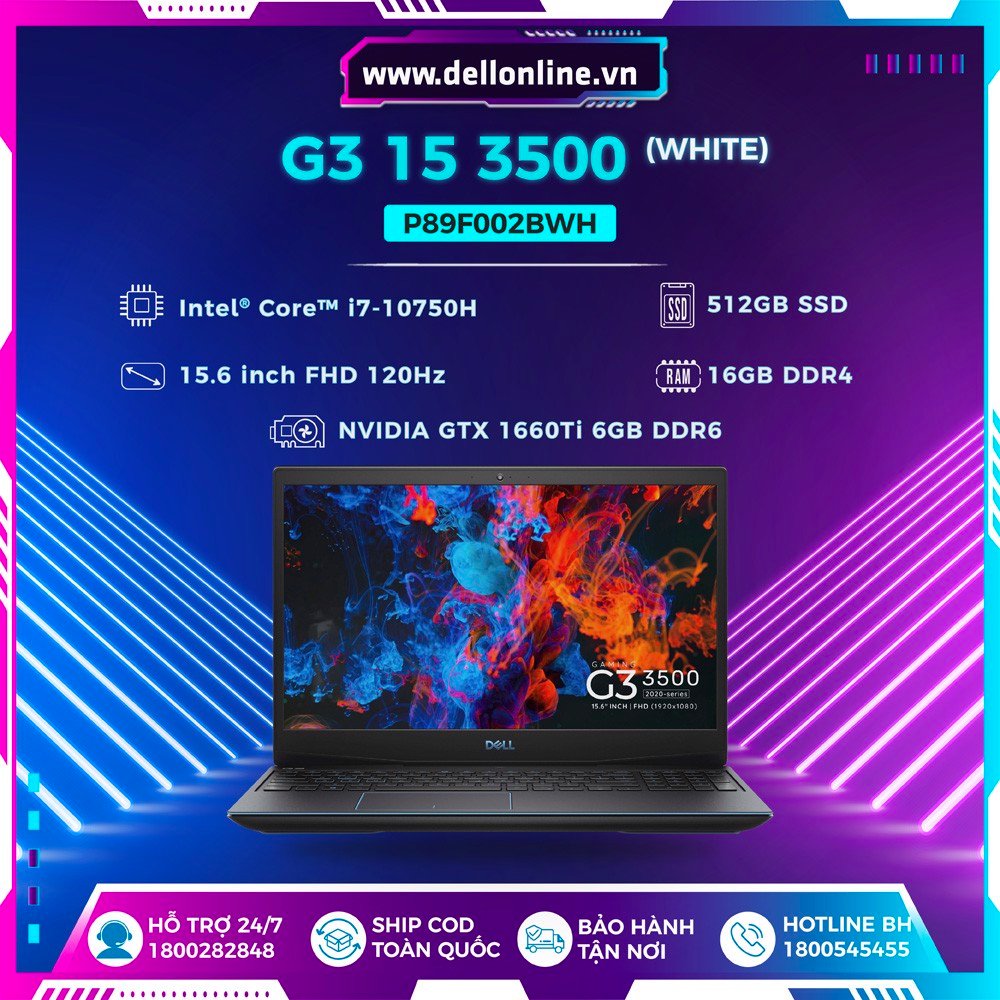 www.dellonline.vn
G3 15 3500 (WHITE)
P89F002BWH
Intel® Core™ i7-10750H
SSD
512GB SSD
15.6 inch FHD 120Hz
RAM
16GB DDR4
NVIDIA GTX 1660Ti 6GB DDR6
GAMING
G3 3500
2020-series
15.6" INCH | FHD (1920x1080)
DELL
HỖ TRỢ 24/7
1800282848
SHIP COD
TOÀN QUỐC
BẢO HÀNH
TẬN NƠI
HOTLINE BH
1800545455